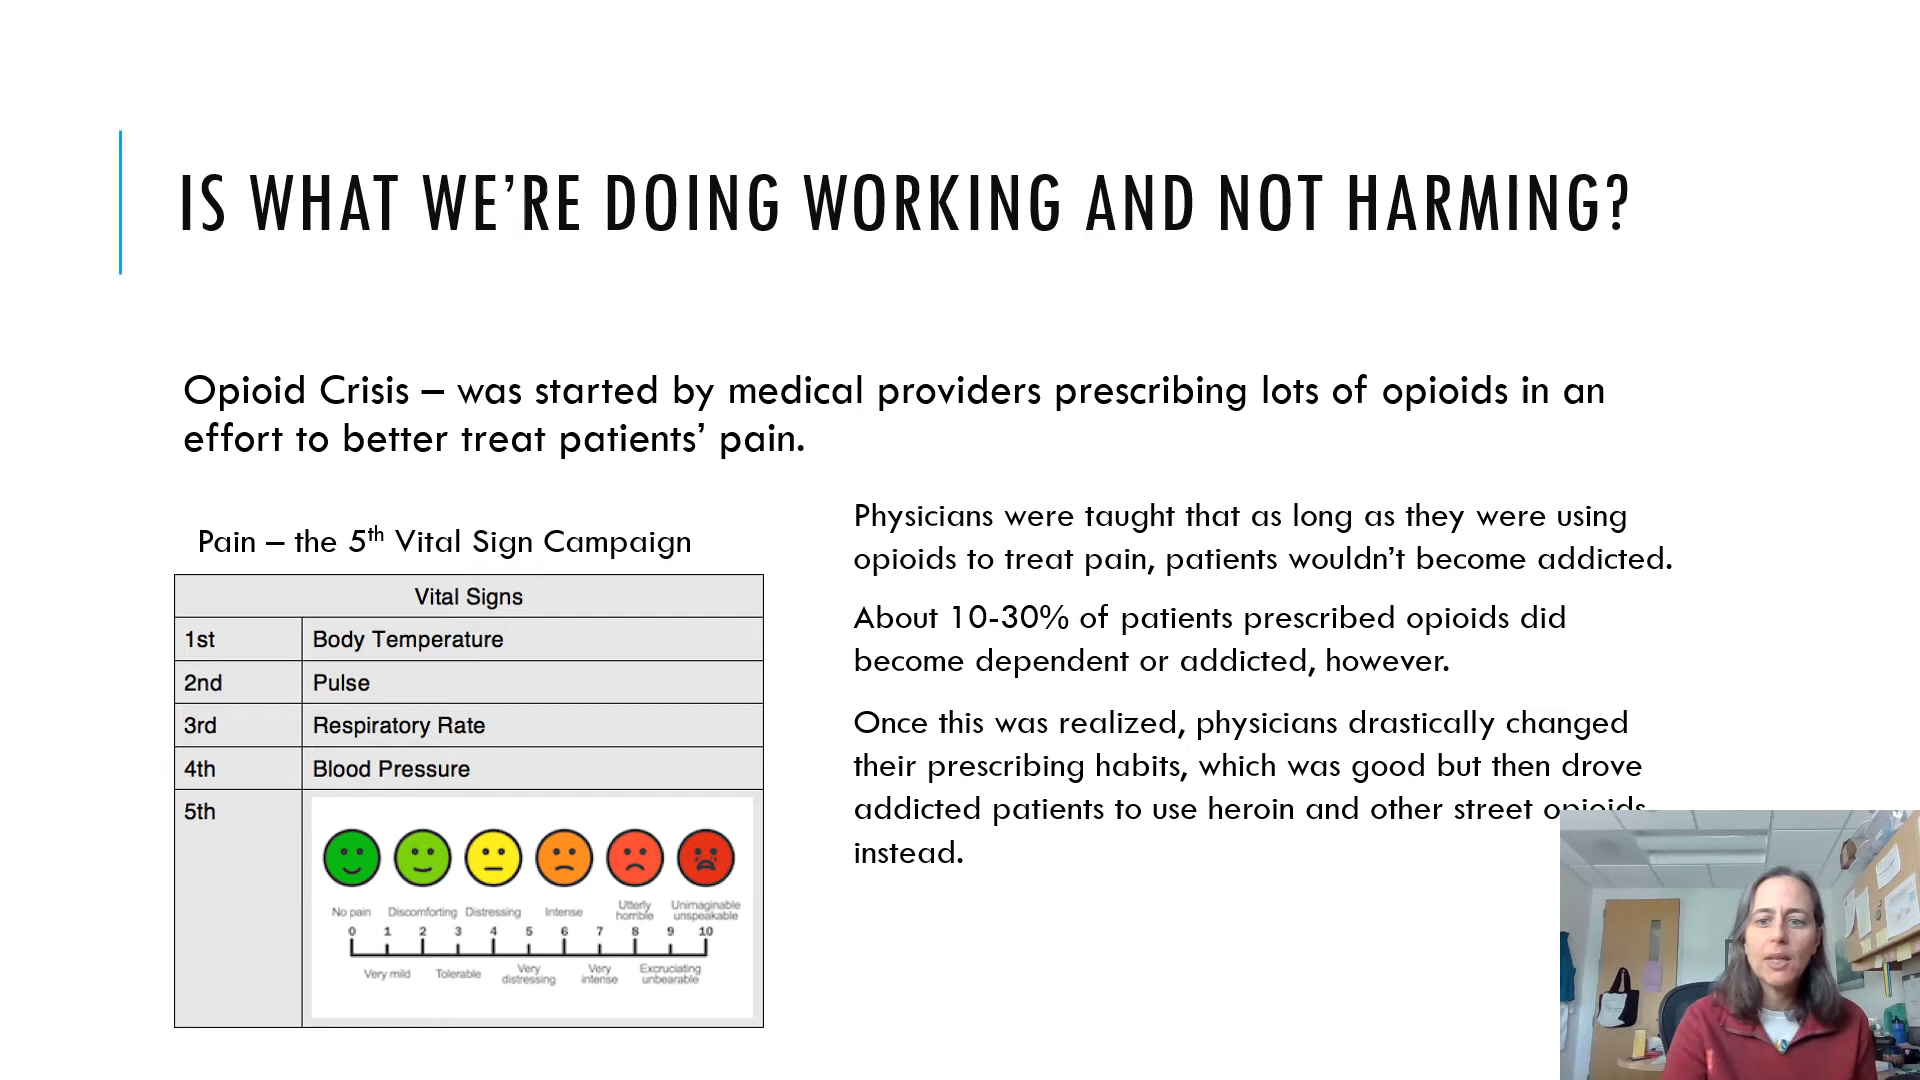 IS WHAT WE’RE DOING WORKING AND NOT HARMING?
Opioid Crisis – was started by medical providers prescribing lots of opioids in an
effort to better treat patients’ pain.
Pain – the 5th Vital Sign Campaign
Vital Signs
1st Body Temperature
2nd Pulse
3rd Respiratory Rate
4th Blood Pressure
5th
No pain Discomforting Distressing Intense Utterly horrible Unimaginable unspeakable
0 1 2 3 4 5 6 7 8 9 10
Very mild Tolerable Very distressing Very intense Excruciating unbearable
Physicians were taught that as long as they were using
opioids to treat pain, patients wouldn’t become addicted.
About 10-30% of patients prescribed opioids did
become dependent or addicted, however.
Once this was realized, physicians drastically changed
their prescribing habits, which was good but then drove
addicted patients to use heroin and other street opioids
instead.